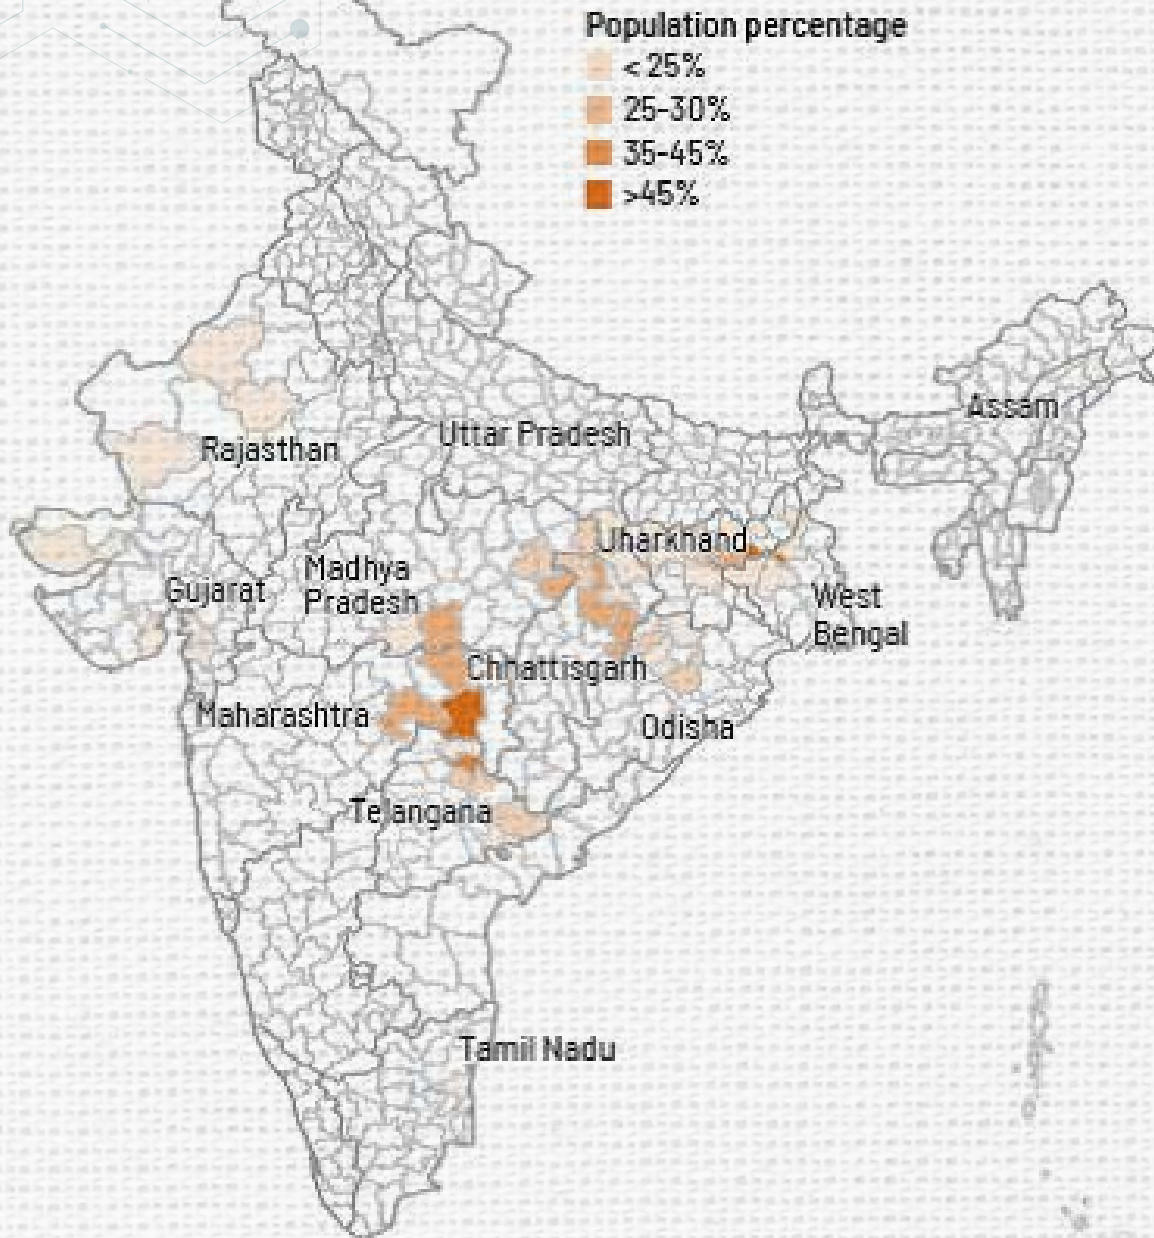 Population percentage
<25%
25-30%
35-45%
>45%
Assam
Uttar Pradesh
Rajasthan
Jharkhand
Madhya
Pradesh
Gujarat
West
Bengal
Chhattisgarh
Maharashtra
Odisha
Telangana
Tamil Nadu